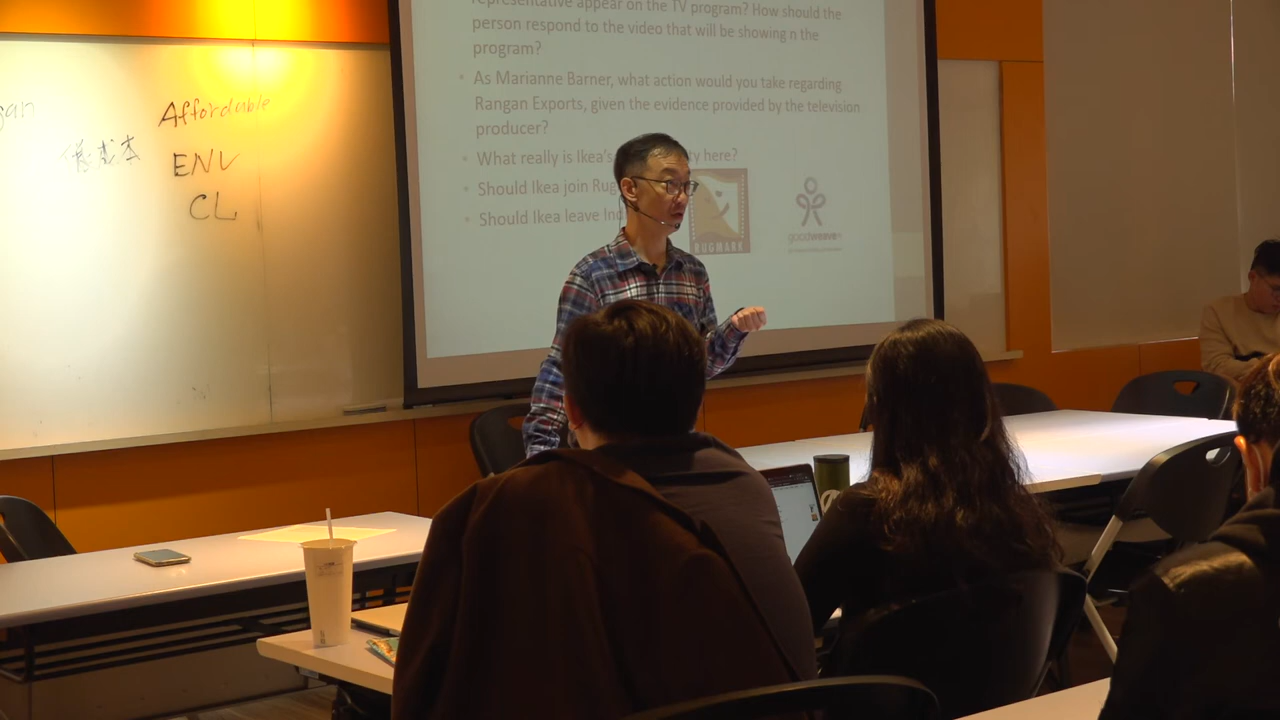 gan
Affordable
低成本
ENV
CL
representative appear on the TV program? How should the
person respond to the video that will be showing n the
program?
• As Marianne Barner, what action would you take regarding
Rangan Exports, given the evidence provided by the television
producer?
• What really is Ikea's ty here?
• Should Ikea join Rug
• Should Ikea leave Ind
RUGMARK
goodweave